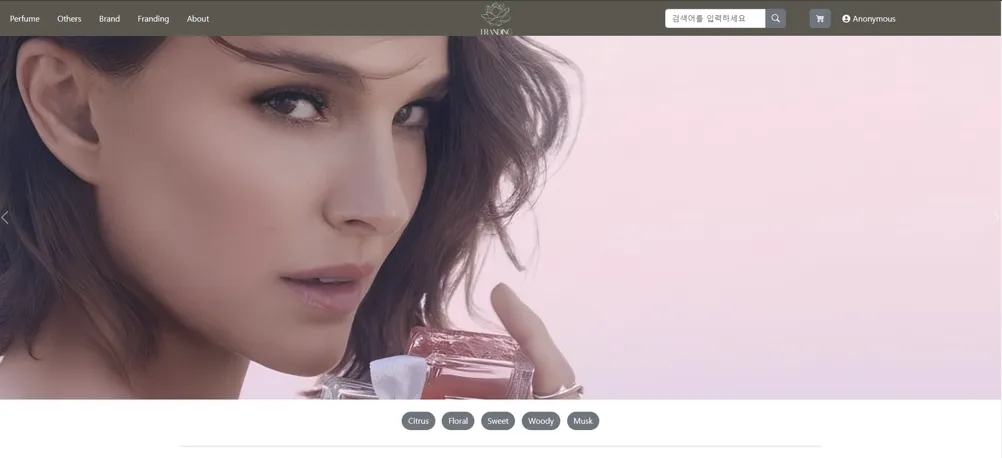 Perfume Others Brand Franding About
FRANDING
검색어를 입력하세요
Anonymous
Citrus Floral Sweet Woody Musk